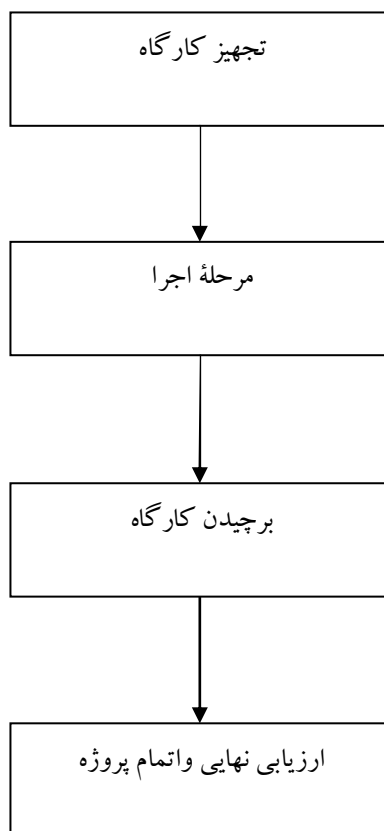 تجهیز کارگاه
مرحلهٔ اجرا
برچیدن کارگاه
ارزیابی نهایی واتمام پروژه